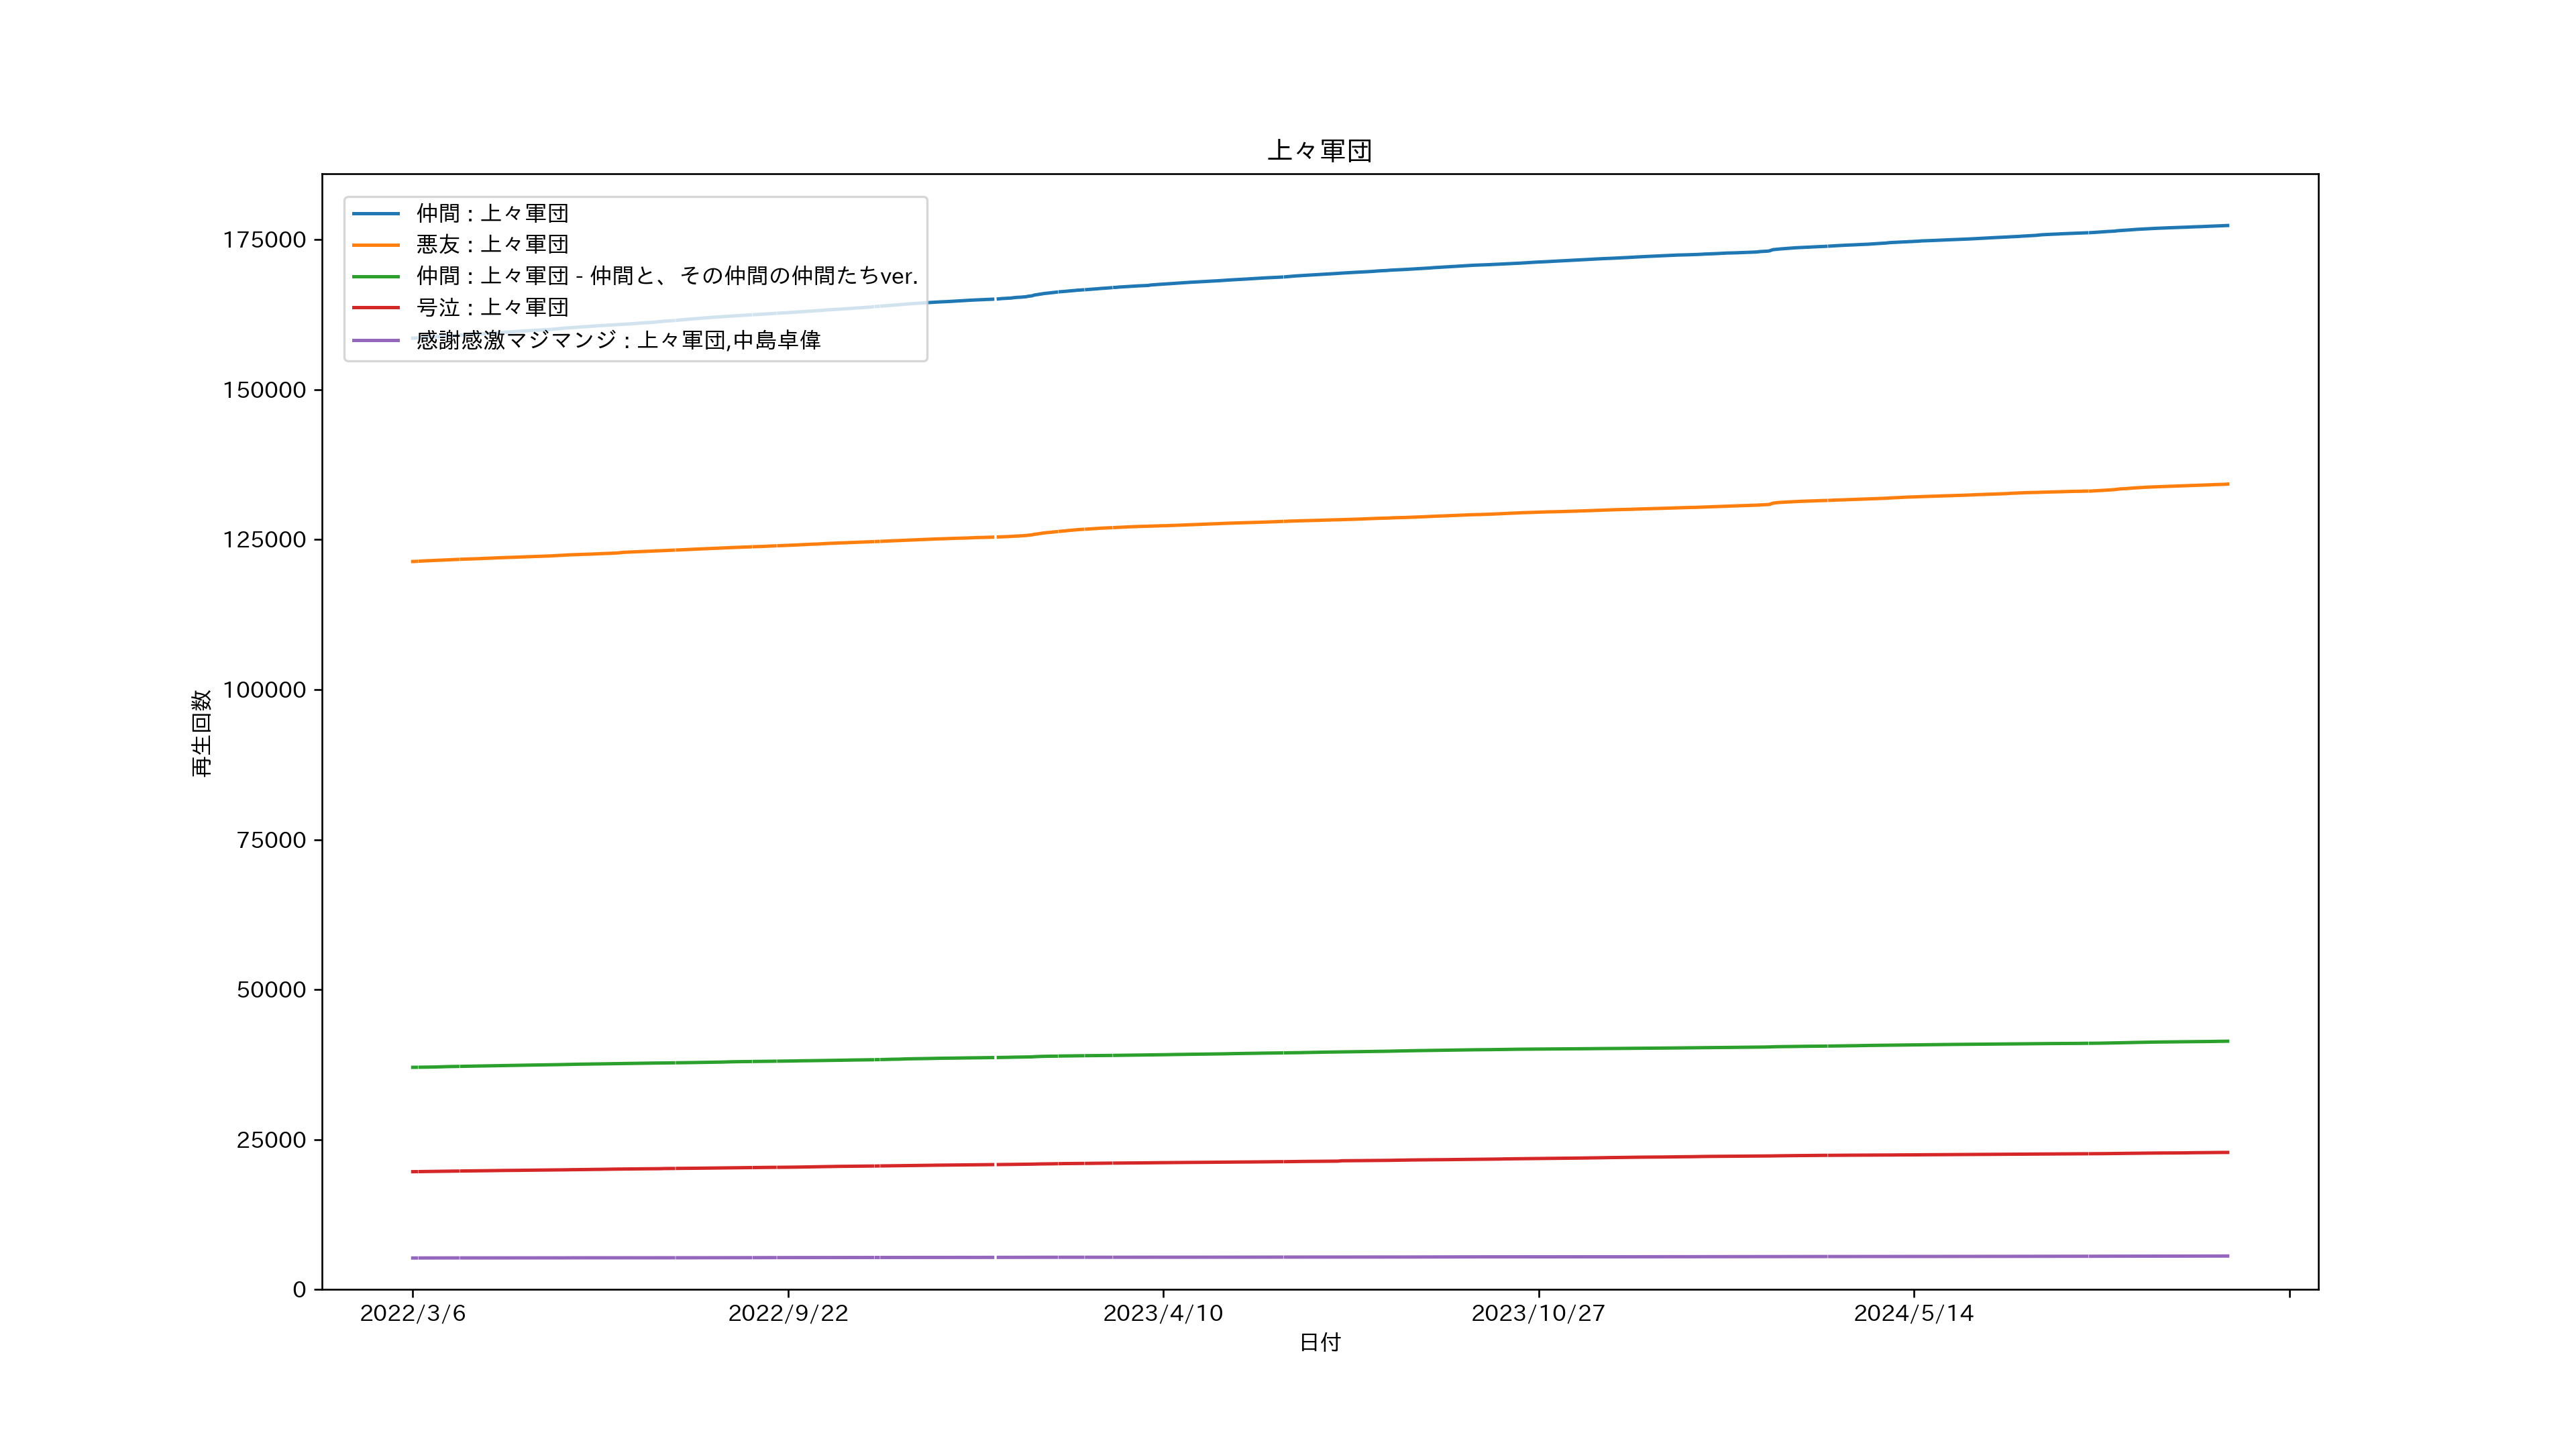 上々軍団
仲間 : 上々軍団
悪友 : 上々軍団
仲間 : 上々軍団 - 仲間と、その仲間の仲間たちver.
号泣 : 上々軍団
感謝感激マジマンジ : 上々軍団,中島卓偉
175000
150000
125000
100000
75000
50000
25000
0
再生回数
2022/3/6
2022/9/22
2023/4/10
2023/10/27
2024/5/14
日付